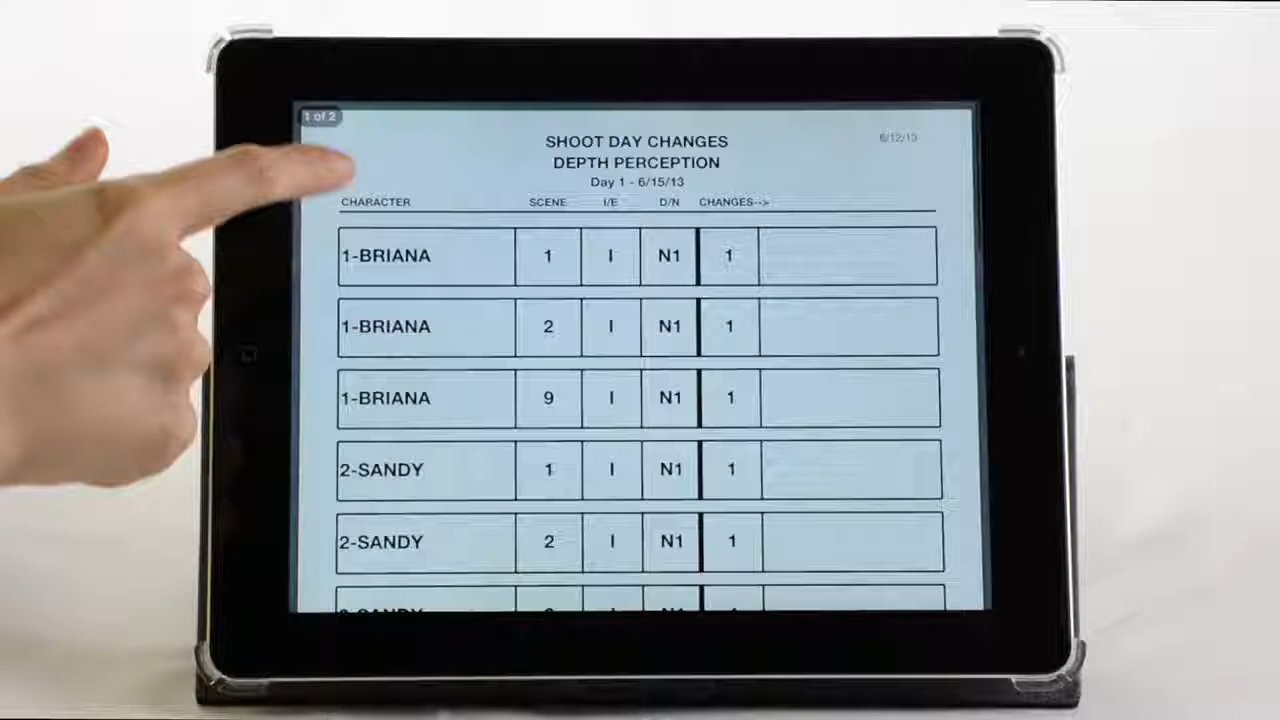 1 of 2
SHOOT DAY CHANGES
6/12/13
DEPTH PERCEPTION
Day 1 - 6/15/13
CHARACTER SCENE I/E D/N CHANGES-->
1-BRIANA 1 I N1 1
1-BRIANA 2 I N1 1
1-BRIANA 9 I N1 1
2-SANDY 1 I N1 1
2-SANDY 2 I N1 1